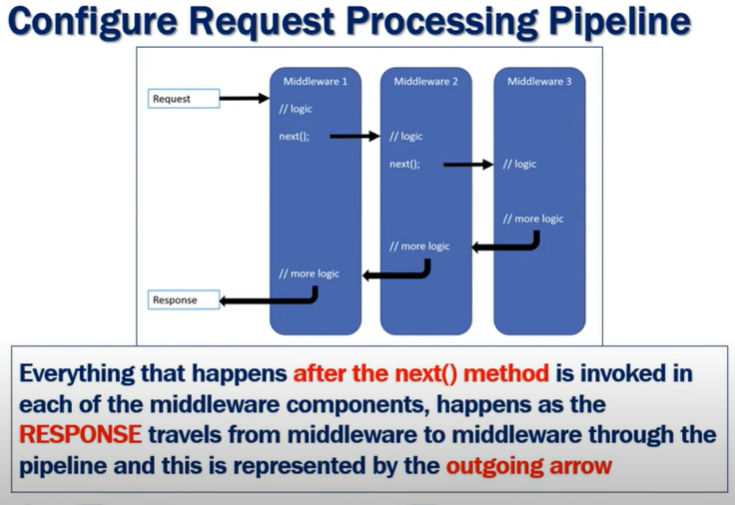 Configure Request Processing Pipeline
Middleware 1
Middleware 2
Middleware 3
Request
// logic
next();
// logic
next();
// logic
// more logic
// more logic
// more logic
Response
Everything that happens after the next() method is invoked in
each of the middleware components, happens as the
RESPONSE travels from middleware to middleware through the
pipeline and this is represented by the outgoing arrow